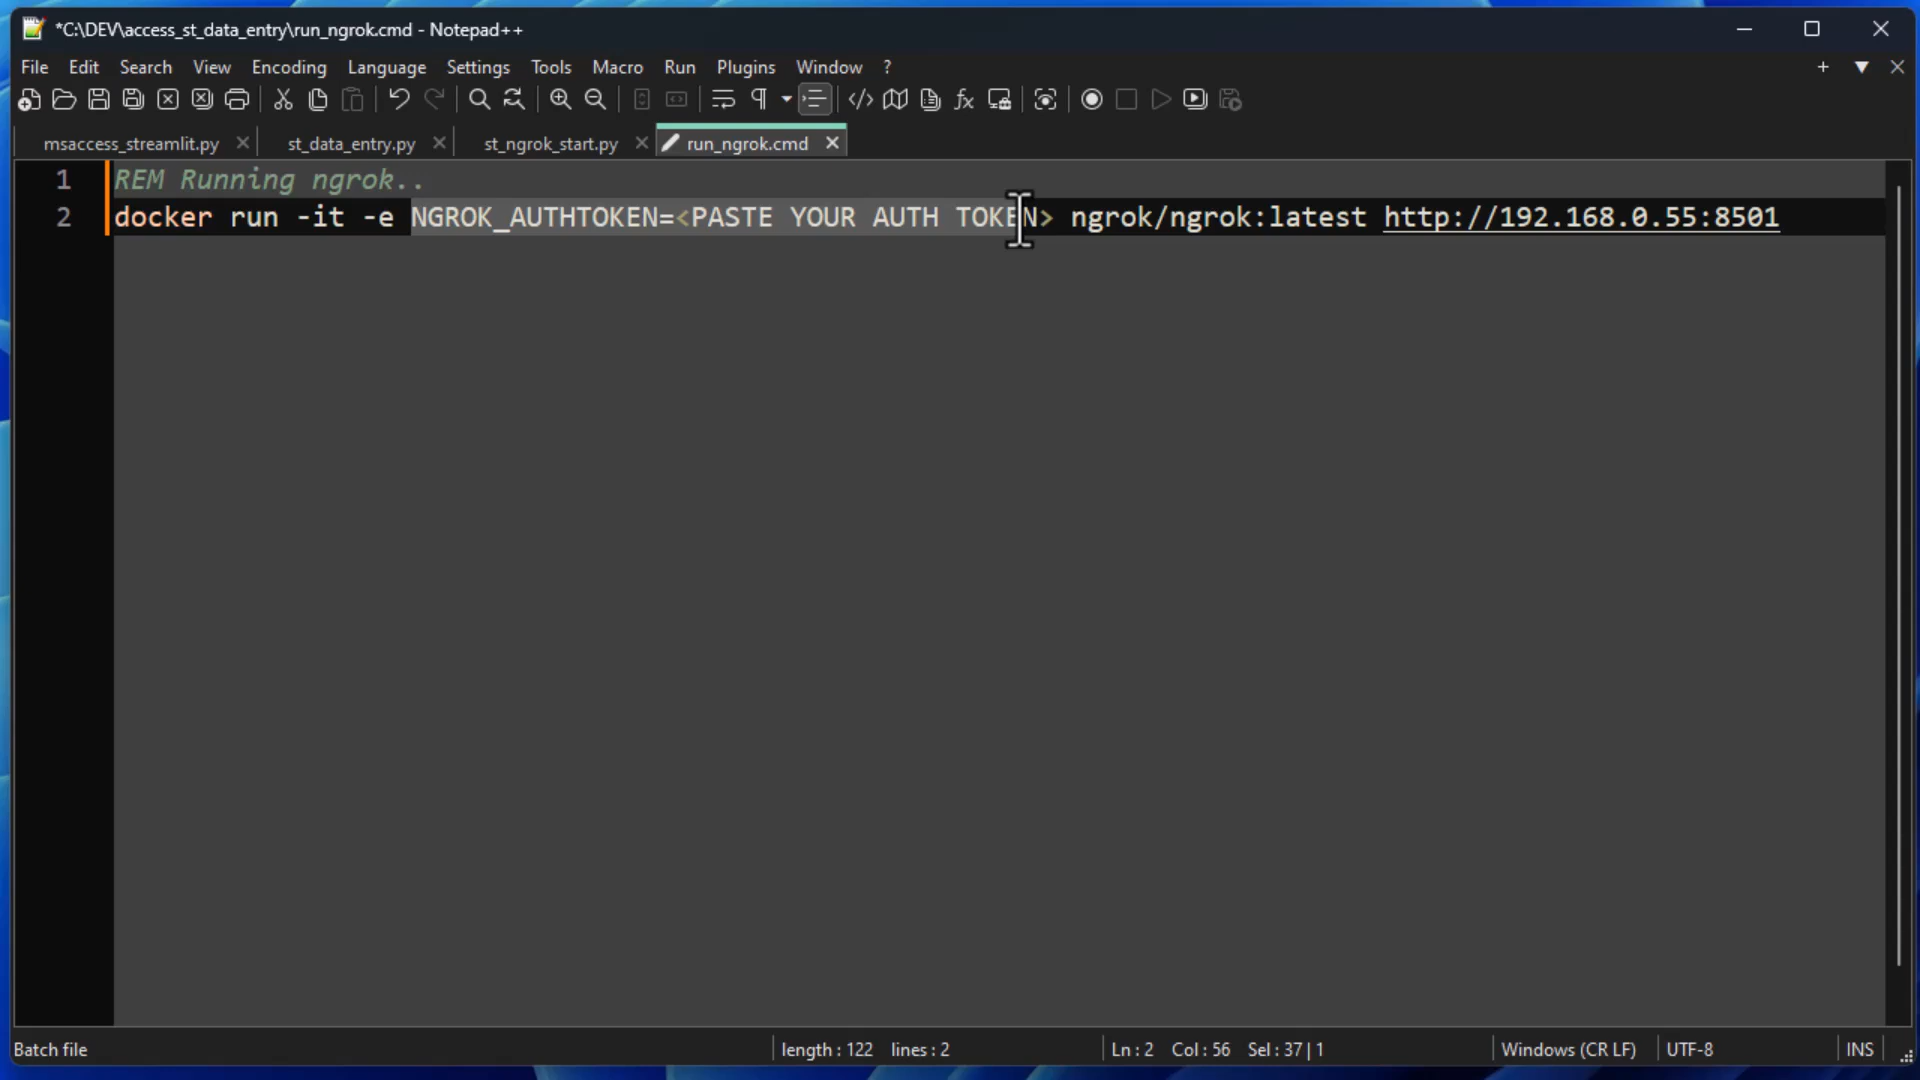 *C:\DEV\access_st_data_entry\run_ngrok.cmd - Notepad++
File Edit Search View Encoding Language Settings Tools Macro Run Plugins Window ?
msaccess_streamlit.py st_data_entry.py st_ngrok_start.py run_ngrok.cmd
1 REM Running ngrok..
2 docker run -it -e NGROK_AUTHTOKEN=<PASTE YOUR AUTH TOKEN> ngrok/ngrok:latest http://192.168.0.55:8501
Batch file length : 122 lines : 2 Ln : 2 Col : 56 Sel : 37 | 1 Windows (CR LF) UTF-8 INS